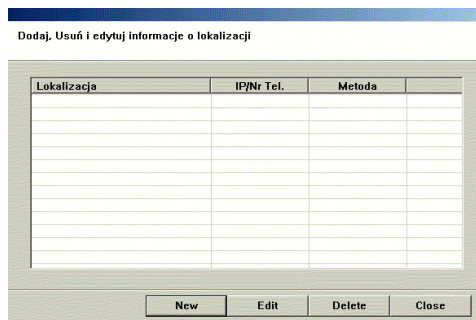 Dodaj, Usuń i edytuj informacje o lokalizacji
Lokalizacja IP/Nr Tel. Metoda
New Edit Delete Close